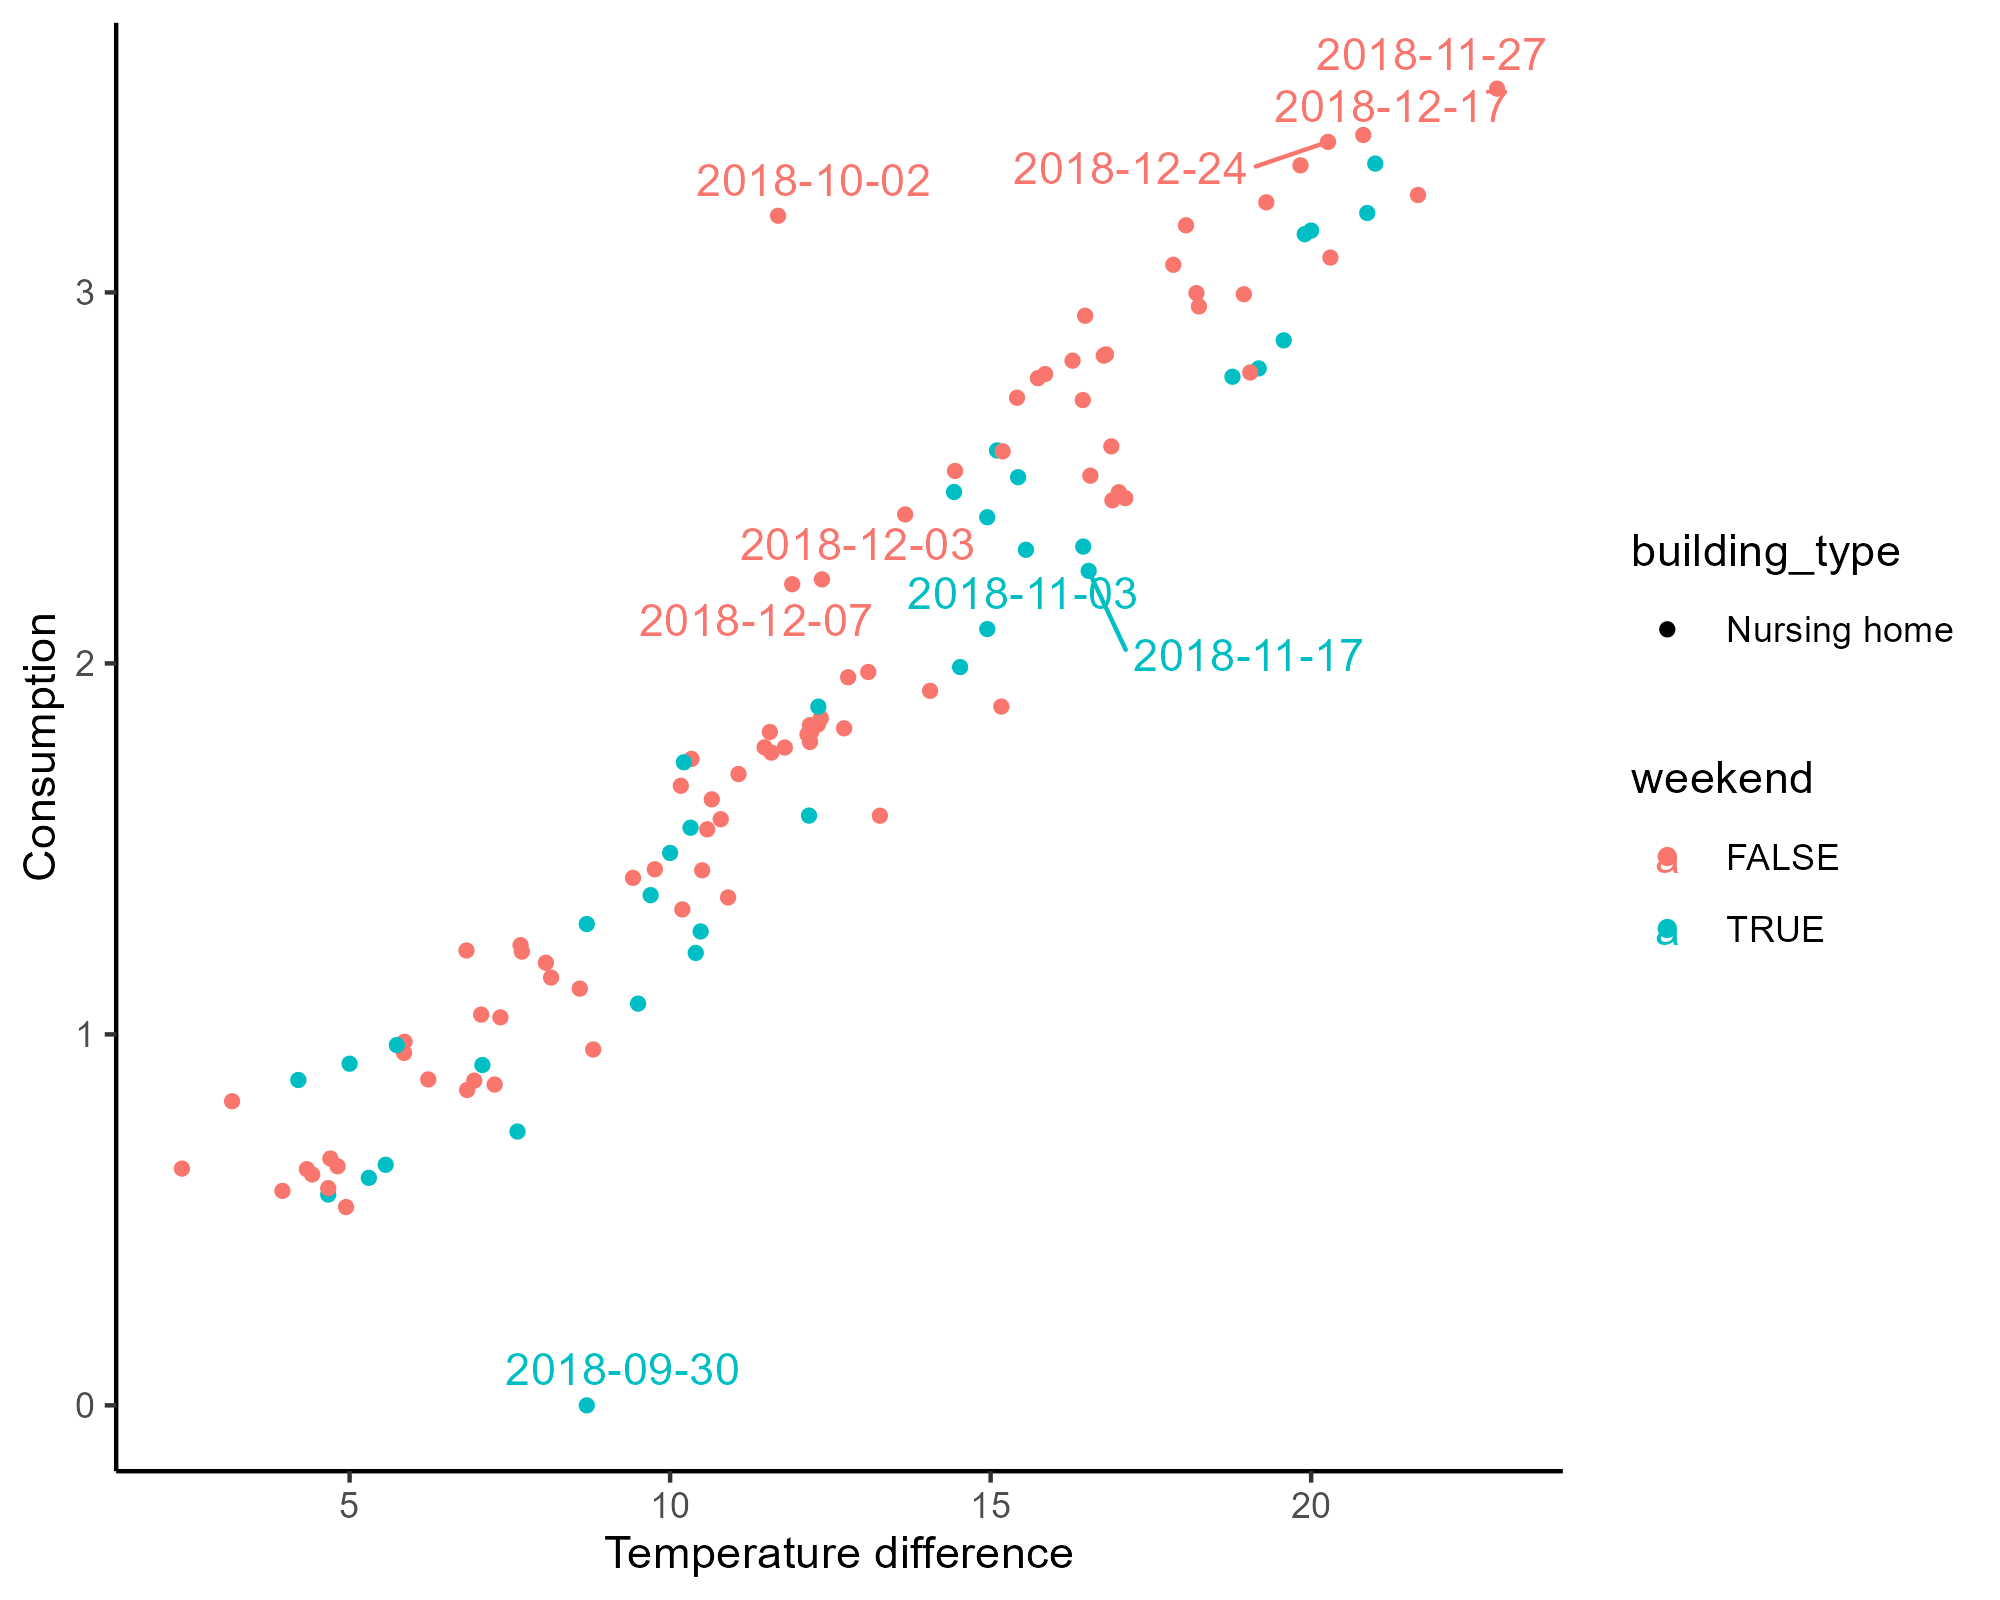 2018-11-27
2018-12-17
2018-12-24
2018-10-02
3
2018-12-03
2018-11-03
2018-12-07
2018-11-17
2
1
2018-09-30
0
5 10 15 20
Temperature difference
Consumption
building_type
Nursing home
weekend
a FALSE
a TRUE